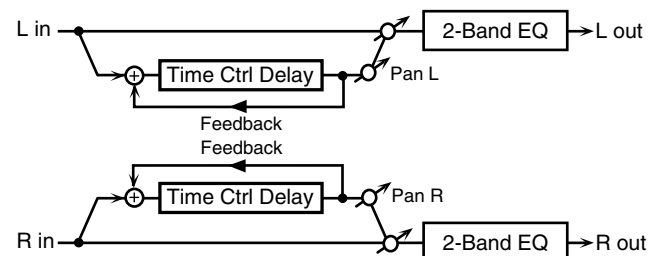 L in
2-Band EQ
L out
Time Ctrl Delay
Pan L
Feedback
Feedback
Time Ctrl Delay
Pan R
R in
2-Band EQ
R out